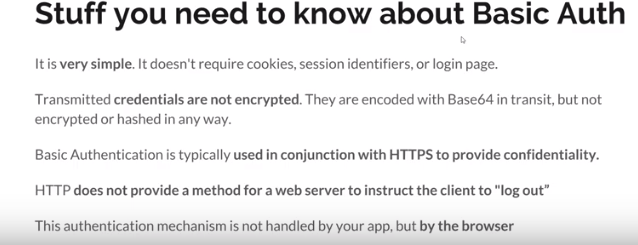 Stuff you need to know about Basic Auth
It is very simple. It doesn't require cookies, session identifiers, or login page.
Transmitted credentials are not encrypted. They are encoded with Base64 in transit, but not
encrypted or hashed in any way.
Basic Authentication is typically used in conjunction with HTTPS to provide confidentiality.
HTTP does not provide a method for a web server to instruct the client to "log out”
This authentication mechanism is not handled by your app, but by the browser